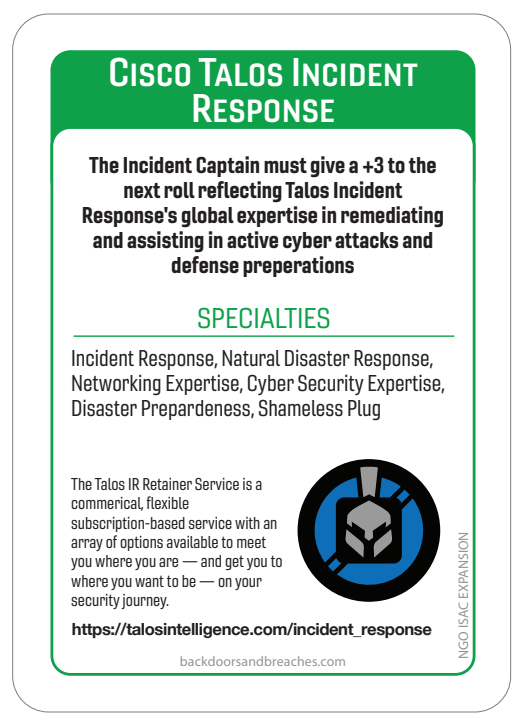 CISCO TALOS INCIDENT
RESPONSE
The Incident Captain must give a +3 to the
next roll reflecting Talos Incident
Response's global expertise in remediating
and assisting in active cyber attacks and
defense preperations
SPECIALTIES
Incident Response, Natural Disaster Response,
Networking Expertise, Cyber Security Expertise,
Disaster Prepardeness, Shameless Plug
The Talos IR Retainer Service is a
commerical, flexible
subscription-based service with an
array of options available to meet
you where you are — and get you to
where you want to be — on your
security journey.
https://talosintelligence.com/incident_response
NGO ISAC EXPANSION
backdoorsandbreaches.com